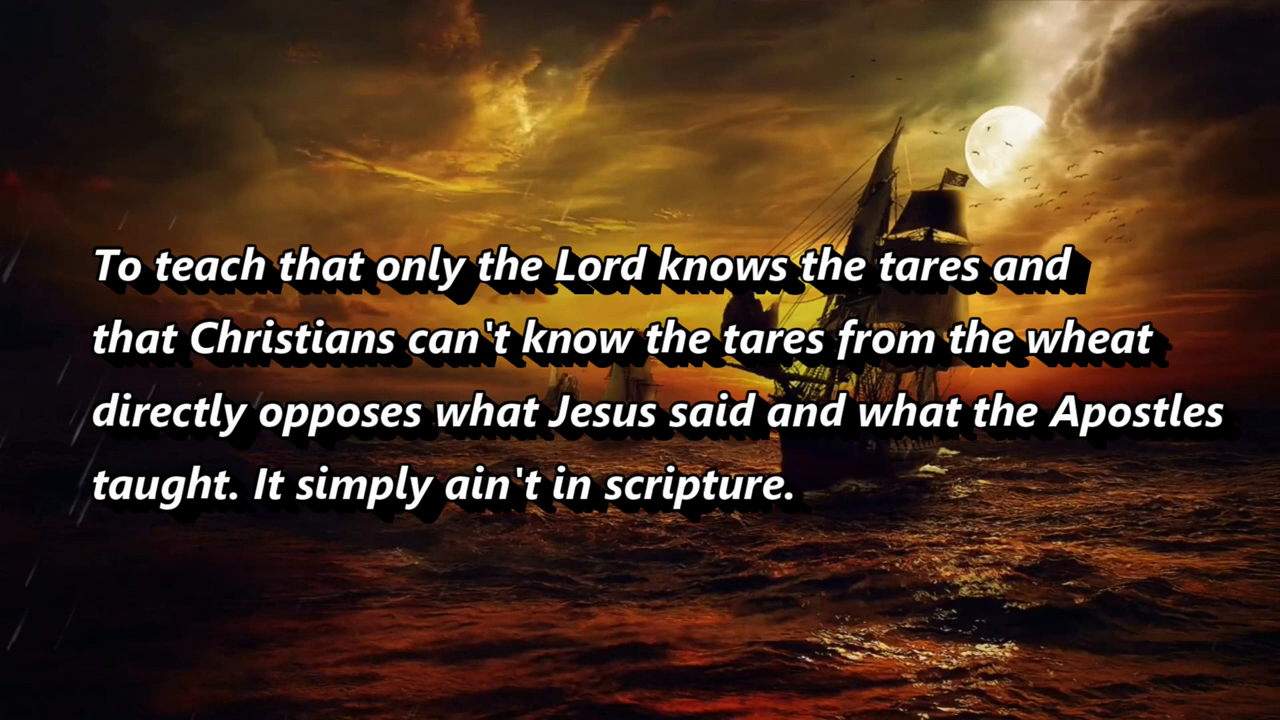 To teach that only the Lord knows the tares and
that Christians can't know the tares from the wheat
directly opposes what Jesus said and what the Apostles
taught. It simply ain't in scripture.